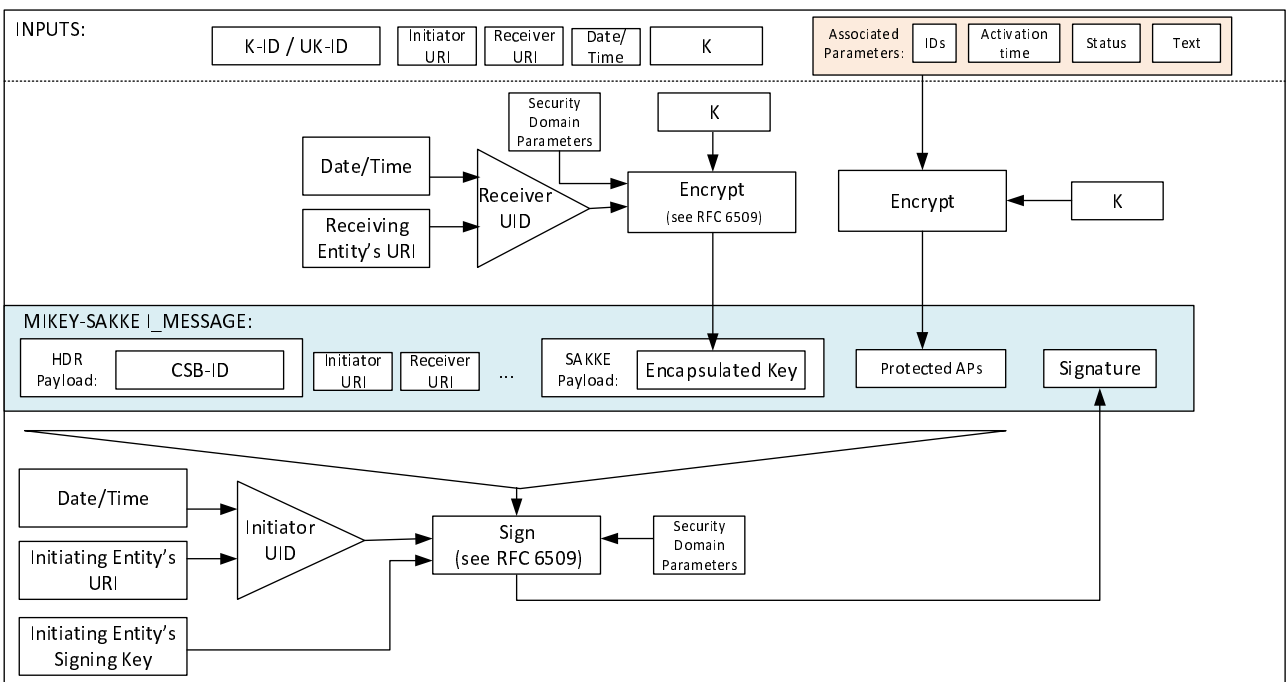 INPUTS:
K-ID / UK-ID
Initiator
URI
Receiver
URI
Date/
Time
K
Associated
Parameters:
IDs
Activation
time
Status
Text
Security
Domain
Parameters
K
Date/Time
Receiving
Entity's URI
Receiver
UID
Encrypt
(see RFC 6509)
Encrypt
K
MIKEY-SAKKE I_MESSAGE:
HDR
Payload:
CSB-ID
Initiator
URI
Receiver
URI
...
SAKKE
Payload:
Encapsulated Key
Protected APs
Signature
Date/Time
Initiating Entity's
URI
Initiator
UID
Sign
(see RFC 6509)
Security
Domain
Parameters
Initiating Entity's
Signing Key